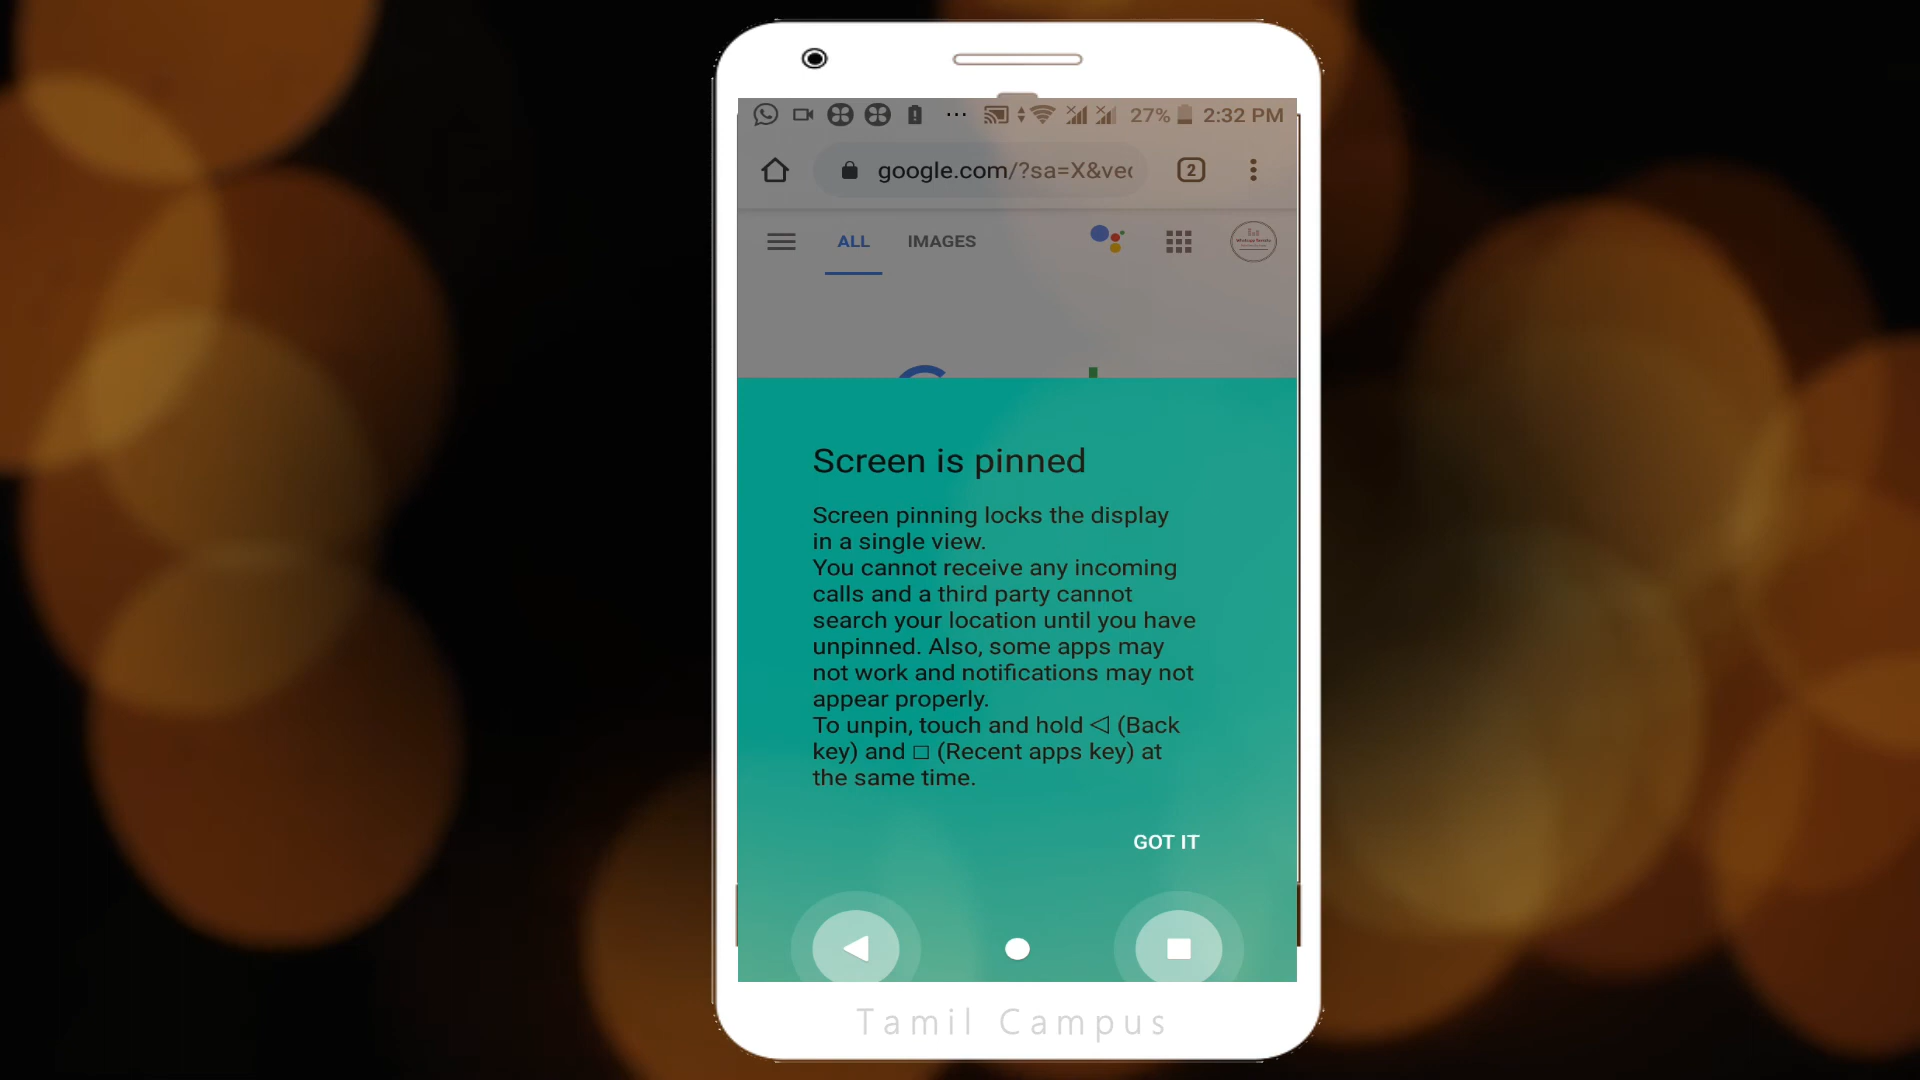 27% 2:32 PM
google.com/?sa=X&vec
2
ALL IMAGES
Screen is pinned
Screen pinning locks the display
in a single view.
You cannot receive any incoming
calls and a third party cannot
search your location until you have
unpinned. Also, some apps may
not work and notifications may not
appear properly.
To unpin, touch and hold ◁ (Back
key) and □ (Recent apps key) at
the same time.
GOT IT
Tamil Campus